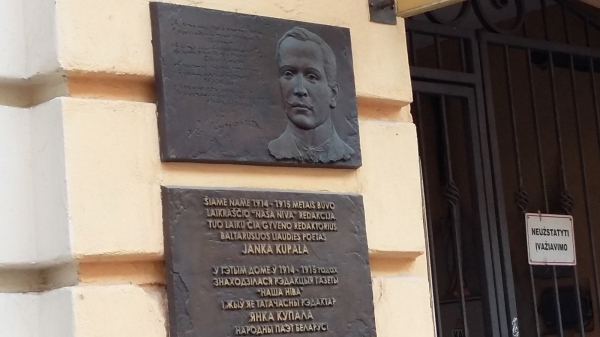 ŠIAME NAME 1914 - 1915 METAIS BUVO
LAIKRAŠČIO "NAŠA NIVA" REDAKCIJA
TUO LAIKU ČIA GYVENO REDAKTORIUS
BALTARUSIJOS LIAUDIES POETAS
JANKA KUPALA
У ГЭТЫМ ДОМЕ Ў 1914 - 1915 годах
ЗНАХОДЗІЛАСЯ РЭДАКЦЫЯ ГАЗЕТЫ
"НАША НІВА"
І ЖЫЎ ЯЕ ТАГАЧАСНЫ РЭДАКТАР
ЯНКА КУПАЛА
НАРОДНЫ ПАЭТ БЕЛАРУСІ
NEUŽSTATYTI
ĮVAŽIAVIMO